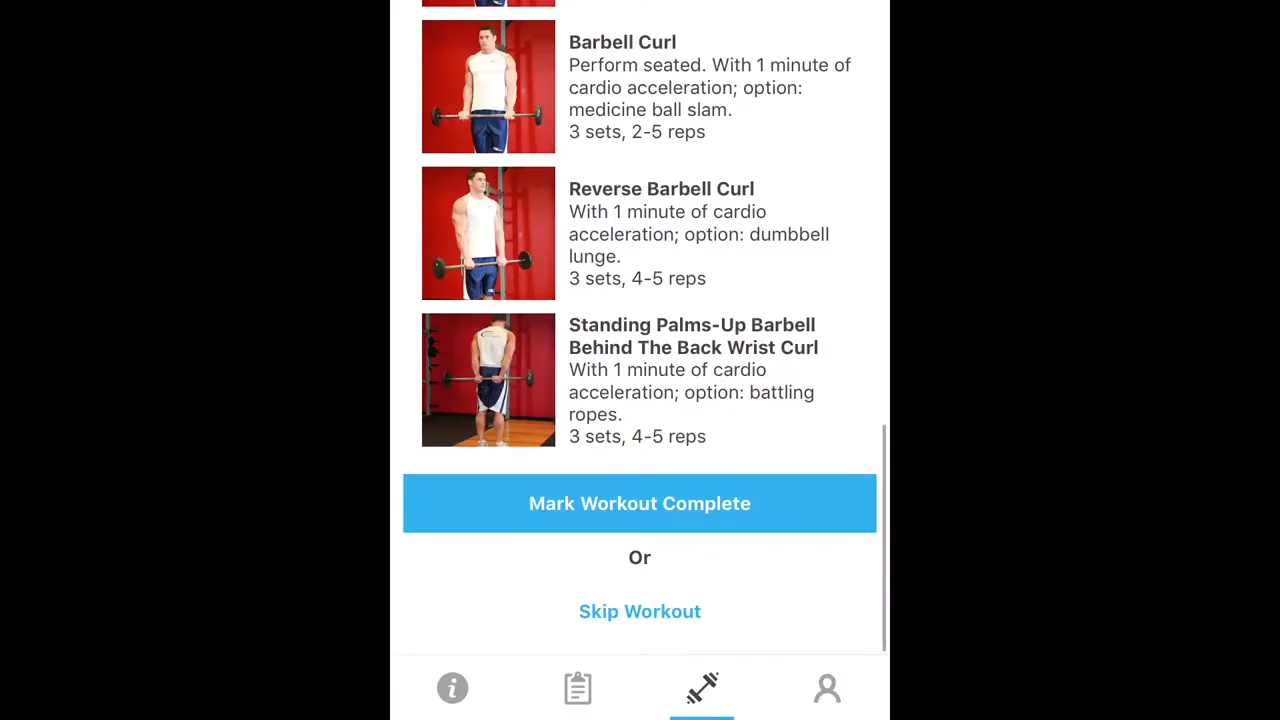 Barbell Curl
Perform seated. With 1 minute of
cardio acceleration; option:
medicine ball slam.
3 sets, 2-5 reps
Reverse Barbell Curl
With 1 minute of cardio
acceleration; option: dumbbell
lunge.
3 sets, 4-5 reps
Standing Palms-Up Barbell
Behind The Back Wrist Curl
With 1 minute of cardio
acceleration; option: battling
ropes.
3 sets, 4-5 reps
Mark Workout Complete
Or
Skip Workout